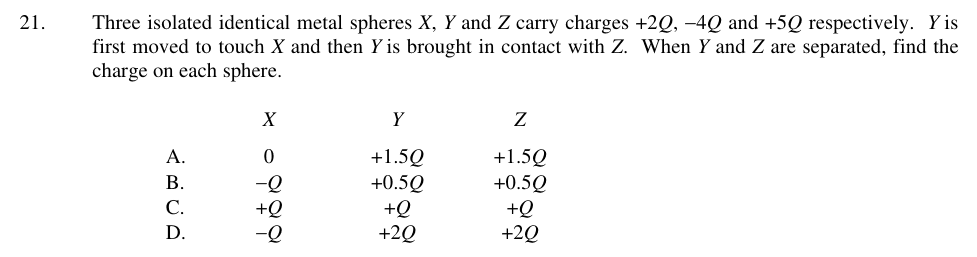 21. Three isolated identical metal spheres X, Y and Z carry charges +2Q, −4Q and +5Q respectively. Y is
first moved to touch X and then Y is brought in contact with Z. When Y and Z are separated, find the
charge on each sphere.
X Y Z
A. 0 +1.5Q +1.5Q
B. −Q +0.5Q +0.5Q
C. +Q +Q +Q
D. −Q +2Q +2Q